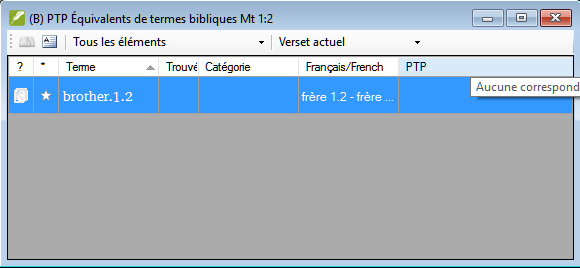 (B) PTP Équivalents de termes bibliques Mt 1:2
Tous les éléments Verset actuel
? * Terme Trouvé Catégorie Français/French PTP
Aucune correspond
brother.1.2 frère 1.2 - frère ...